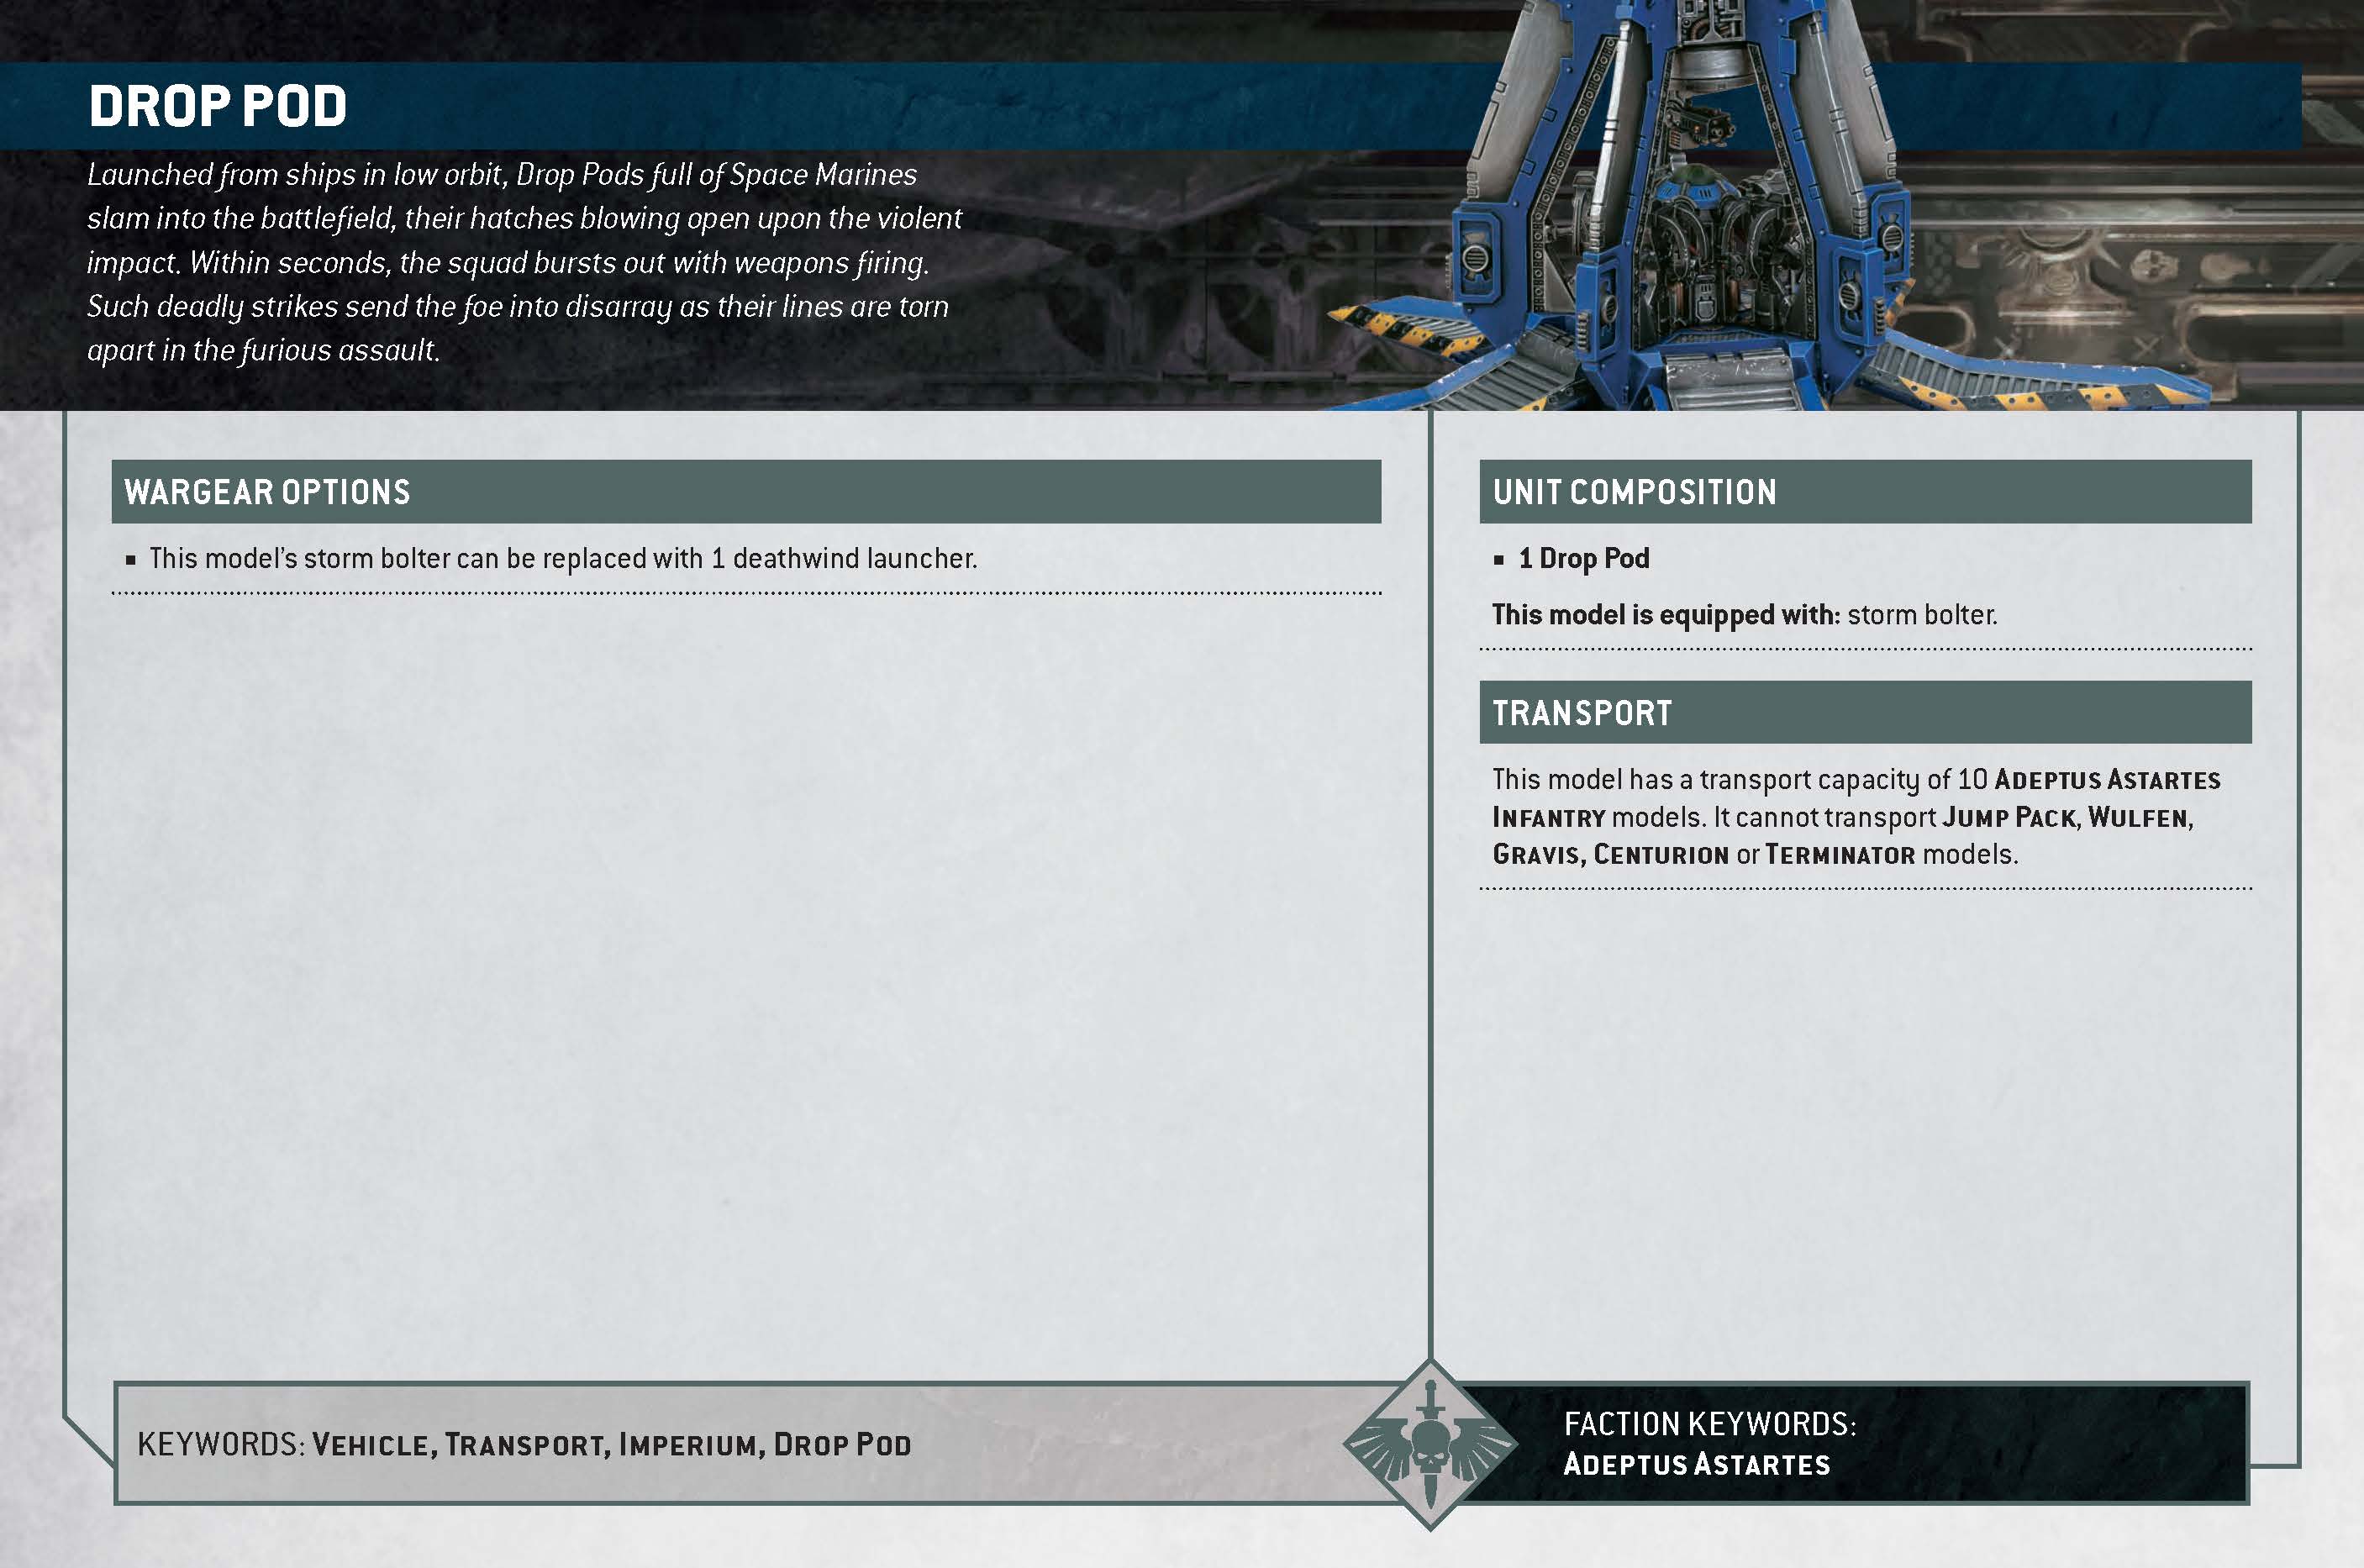 DROP POD
Launched from ships in low orbit, Drop Pods full of Space Marines
slam into the battlefield, their hatches blowing open upon the violent
impact. Within seconds, the squad bursts out with weapons firing.
Such deadly strikes send the foe into disarray as their lines are torn
apart in the furious assault.
WARGEAR OPTIONS
▪ This model's storm bolter can be replaced with 1 deathwind launcher.
UNIT COMPOSITION
▪ 1 Drop Pod
This model is equipped with: storm bolter.
TRANSPORT
This model has a transport capacity of 10 ADEPTUS ASTARTES
INFANTRY models. It cannot transport JUMP PACK, WULFEN,
GRAVIS, CENTURION or TERMINATOR models.
KEYWORDS: VEHICLE, TRANSPORT, IMPERIUM, DROP POD
FACTION KEYWORDS:
ADEPTUS ASTARTES